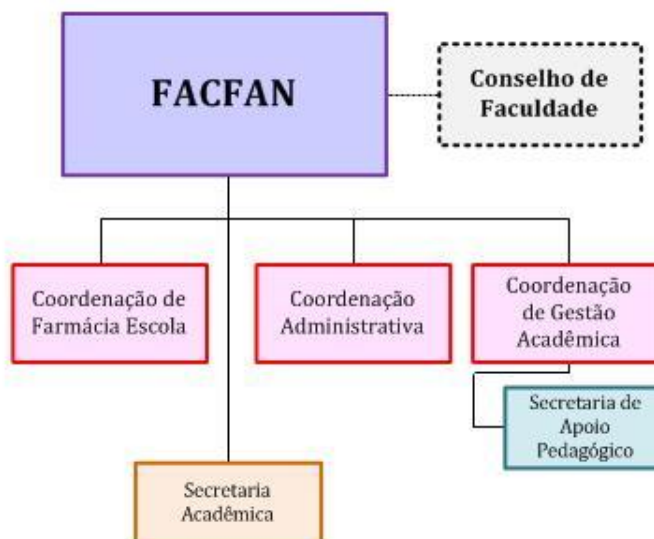 FACFAN
Conselho de
Faculdade
Coordenação de
Farmácia Escola
Coordenação
Administrativa
Coordenação
de Gestão
Acadêmica
Secretaria de
Apoio
Pedagógico
Secretaria
Acadêmica